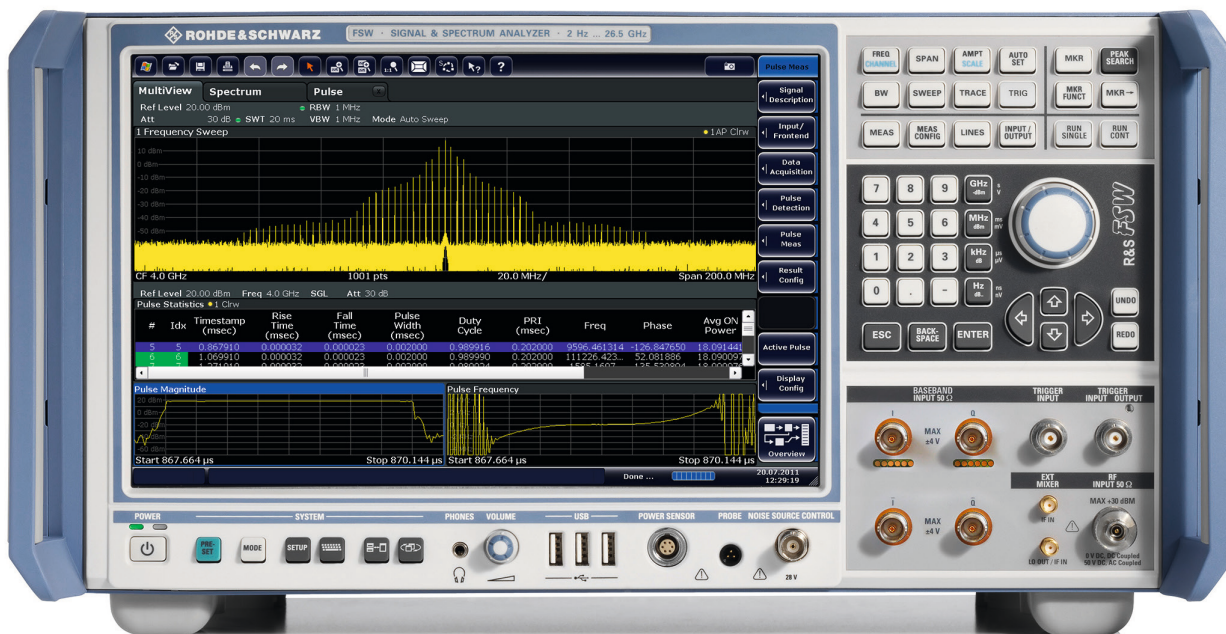 ROHDE&SCHWARZ FSW · SIGNAL & SPECTRUM ANALYZER · 2 Hz ... 26.5 GHz
MultiView Spectrum Pulse
Ref Level 20.00 dBm RBW 1 MHz
Att 30 dB SWT 20 ms VBW 1 MHz Mode Auto Sweep
1 Frequency Sweep 1AP Clrw
10 dBm
0 dBm
-10 dBm
-20 dBm
-30 dBm
-40 dBm
-50 dBm
CF 4.0 GHz 1001 pts 20.0 MHz/ Span 200.0 MHz
Ref Level 20.00 dBm Freq 4.0 GHz SGL Att 30 dB
Pulse Statistics 1 Clrw
# Idx Timestamp (msec) Rise Time (msec) Fall Time (msec) Pulse Width (msec) Duty Cycle PRI (msec) Freq Phase Avg ON Power
5 5 0.867910 0.000032 0.000023 0.002000 0.989916 0.202000 9596.461314 -126.847650 18.091441
6 6 1.069910 0.000032 0.000023 0.002000 0.989990 0.202000 111226.423... 52.081886 18.090097
Pulse Magnitude Pulse Frequency
20 dBm
0 dBm
Start 867.664 µs Stop 870.144 µs Start 867.664 µs Stop 870.144 µs
Done ... 20.07.2011
12:29:19
Pulse Meas
Signal
Description
Input/
Frontend
Data
Acquisition
Pulse
Detection
Pulse
Meas
Result
Config
Active Pulse
Display
Config
Overview
FREQ CHANNEL SPAN AMPT SCALE AUTO SET MKR PEAK SEARCH
BW SWEEP TRACE TRIG MKR FUNCT MKR→
MEAS MEAS CONFIG LINES INPUT/ OUTPUT RUN SINGLE RUN CONT
7 8 9 GHz -dBm s V
4 5 6 MHz dBm ms mV
1 2 3 kHz dB µs µV
0 . - Hz dB.. ns nV
ESC BACK-SPACE ENTER
R&S FSW
UNDO
REDO
BASEBAND
INPUT 50 Ω
TRIGGER
INPUT
TRIGGER
INPUT OUTPUT
I MAX ±4 V Q
EXT
MIXER
RF
INPUT 50 Ω
MAX +30 dBM
I MAX ±4 V Q
IF IN
LO OUT / IF IN
0 V DC, DC Coupled
50 V DC, AC Coupled
POWER SYSTEM PHONES VOLUME USB POWER SENSOR PROBE NOISE SOURCE CONTROL
PRE-SET MODE SETUP
28 V